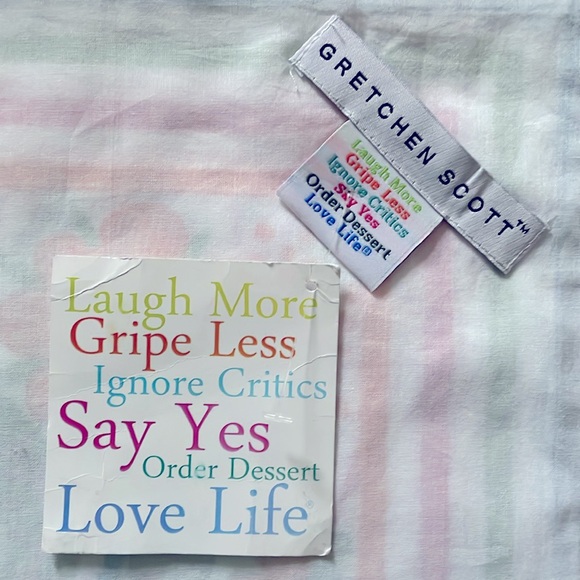 GRETCHEN SCOTT™
Laugh More
Gripe Less
Ignore Critics
Say Yes
Order Dessert
Love Life®
Laugh More
Gripe Less
Ignore Critics
Say Yes
Order Dessert
Love Life®